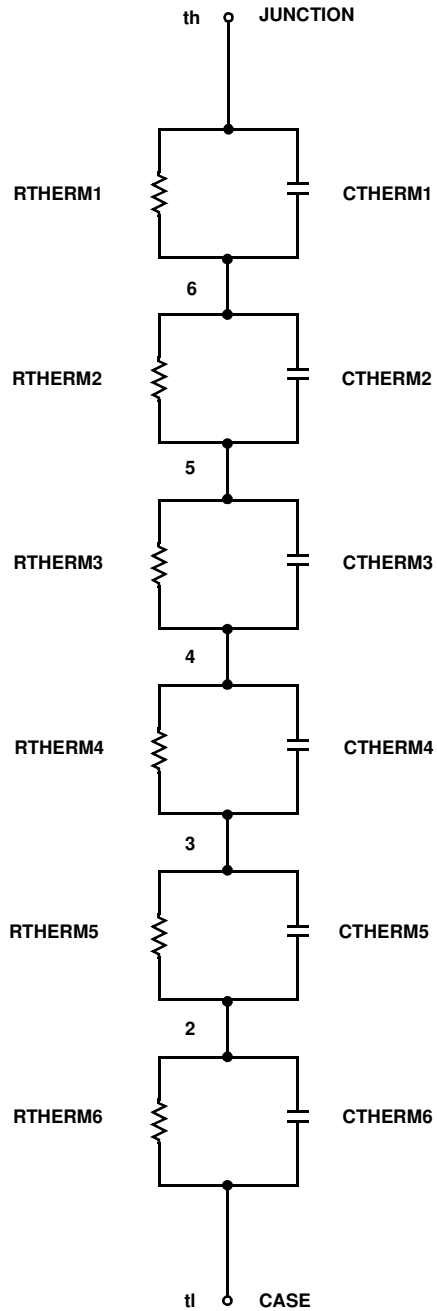 th JUNCTION
RTHERM1 CTHERM1
6
RTHERM2 CTHERM2
5
RTHERM3 CTHERM3
4
RTHERM4 CTHERM4
3
RTHERM5 CTHERM5
2
RTHERM6 CTHERM6
tl CASE